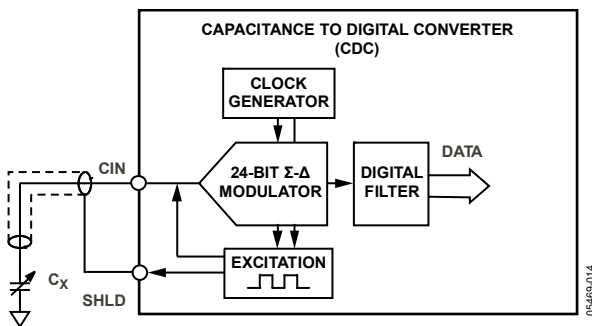 CAPACITANCE TO DIGITAL CONVERTER
(CDC)
CLOCK
GENERATOR
CIN
24-BIT Σ-Δ
MODULATOR
DIGITAL
FILTER
DATA
EXCITATION
CX
SHLD
05469-014